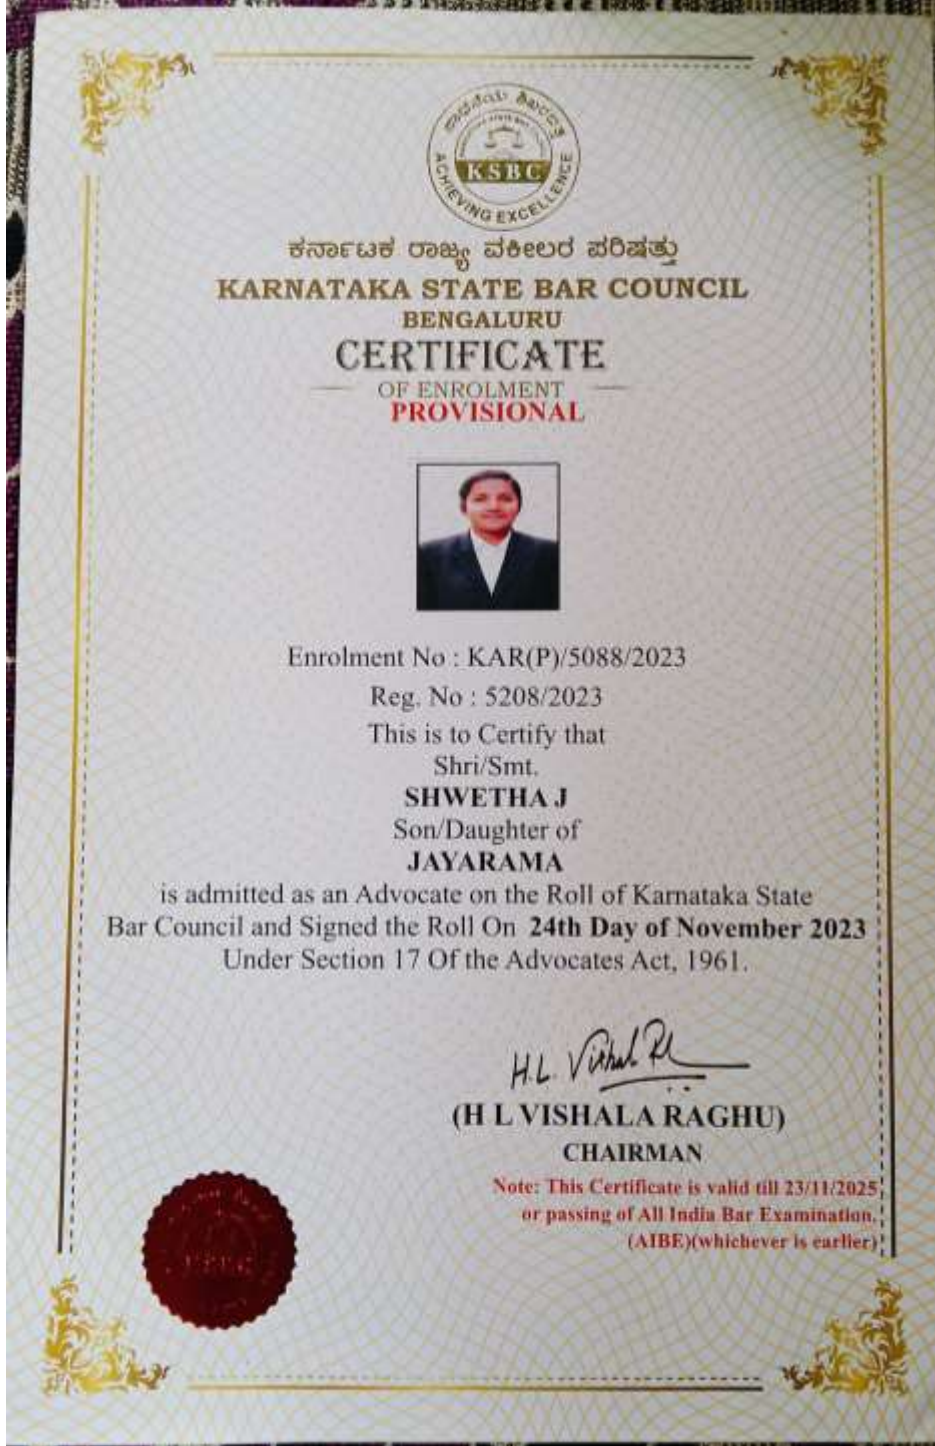 ಸಾಧನೆಯ ಶಿಖರದತ್ತ
KSBC
ACHIEVING EXCELLENCE
ಕರ್ನಾಟಕ ರಾಜ್ಯ ವಕೀಲರ ಪರಿಷತ್ತು
KARNATAKA STATE BAR COUNCIL
BENGALURU
CERTIFICATE
OF ENROLMENT
PROVISIONAL
Enrolment No : KAR(P)/5088/2023
Reg. No : 5208/2023
This is to Certify that
Shri/Smt.
SHWETHA J
Son/Daughter of
JAYARAMA
is admitted as an Advocate on the Roll of Karnataka State
Bar Council and Signed the Roll On 24th Day of November 2023
Under Section 17 Of the Advocates Act, 1961.
H.L.
(H L VISHALA RAGHU)
CHAIRMAN
Note: This Certificate is valid till 23/11/2025
or passing of All India Bar Examination.
(AIBE)(whichever is earlier)